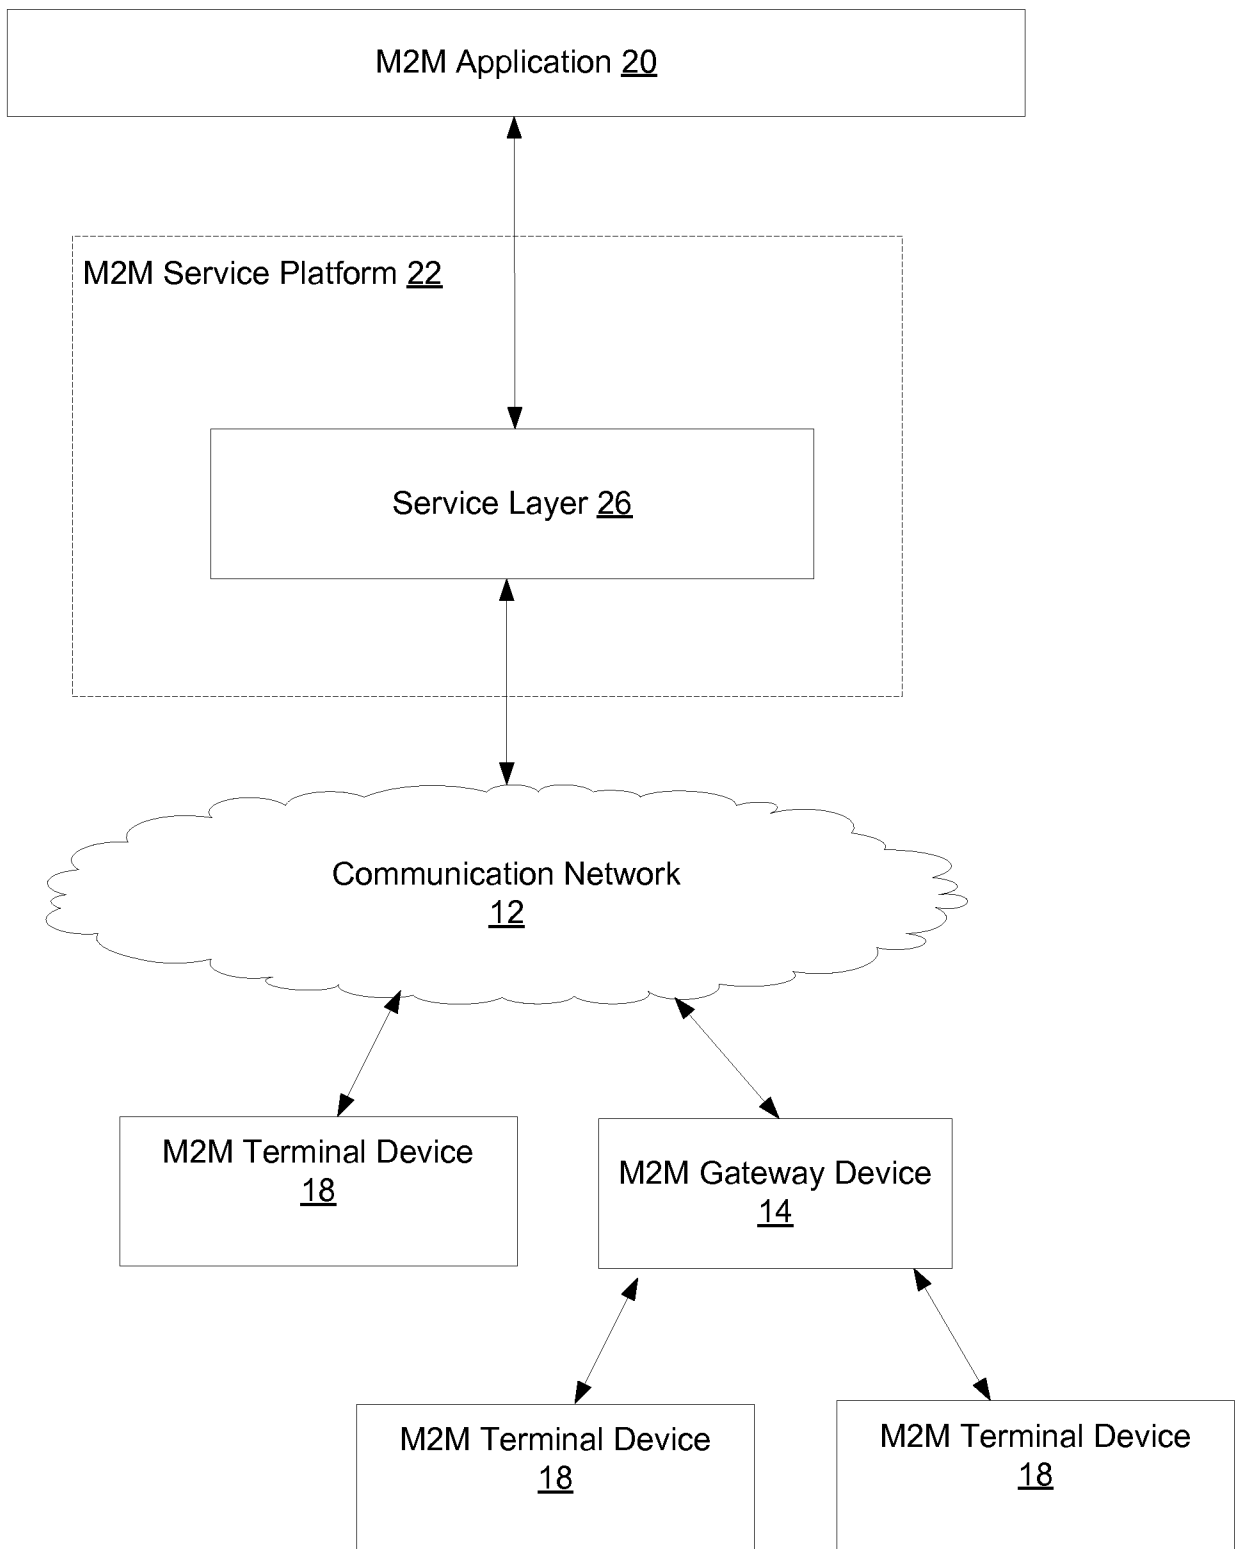 M2M Application 20
M2M Service Platform 22
Service Layer 26
Communication Network
12
M2M Terminal Device
18
M2M Gateway Device
14
M2M Terminal Device
18
M2M Terminal Device
18